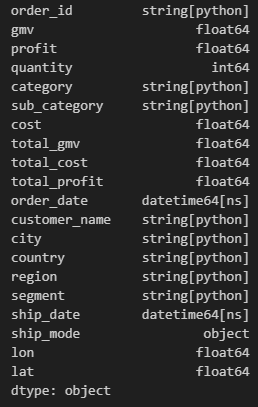 order_id string[python]
gmv float64
profit float64
quantity int64
category string[python]
sub_category string[python]
cost float64
total_gmv float64
total_cost float64
total_profit float64
order_date datetime64[ns]
customer_name string[python]
city string[python]
country string[python]
region string[python]
segment string[python]
ship_date datetime64[ns]
ship_mode object
lon float64
lat float64
dtype: object